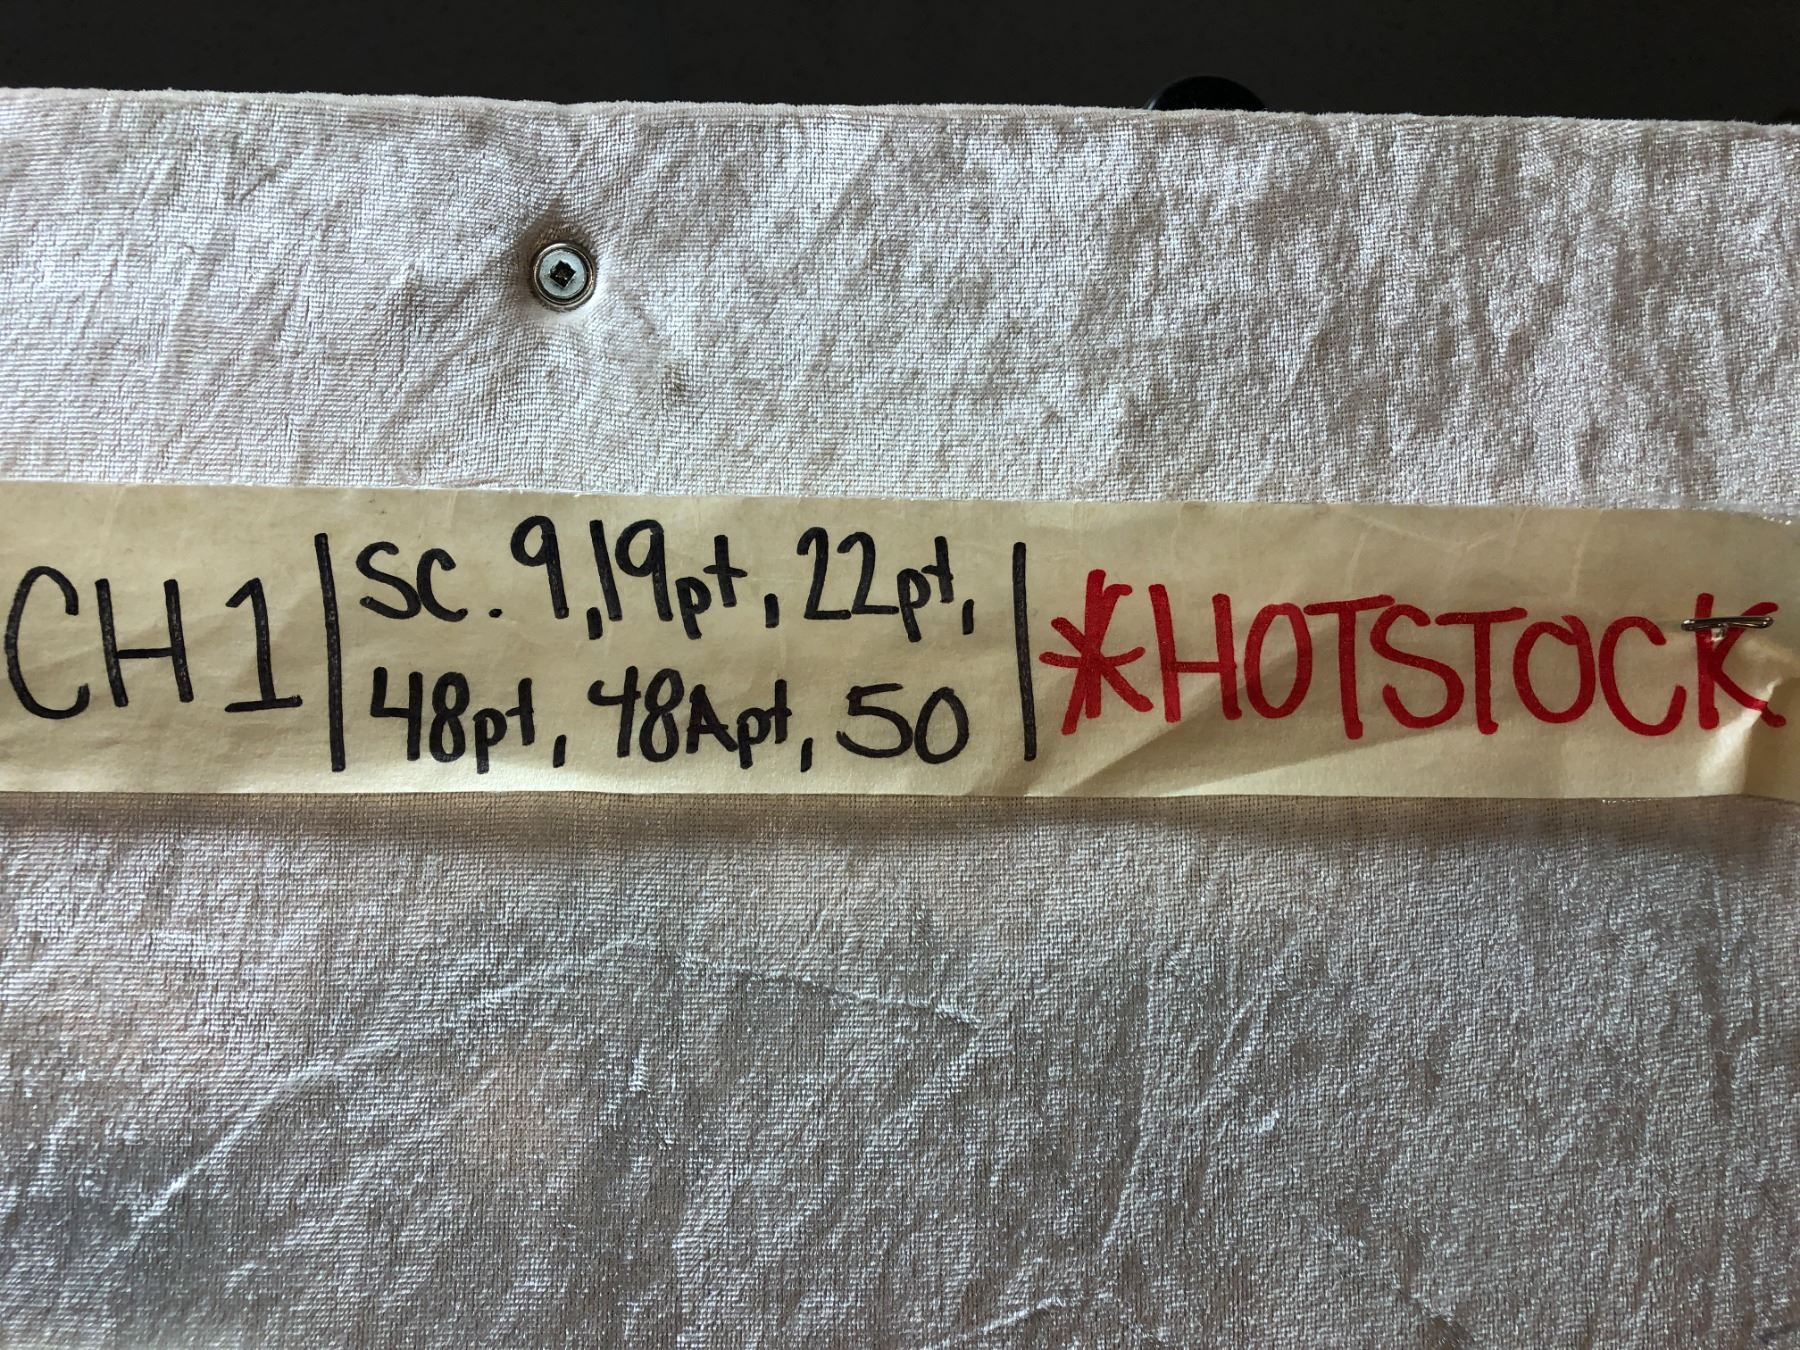 CH 1 | SC. 9, 19pt, 22pt, | *HOTSTOCK
48pt, 48Apt, 50